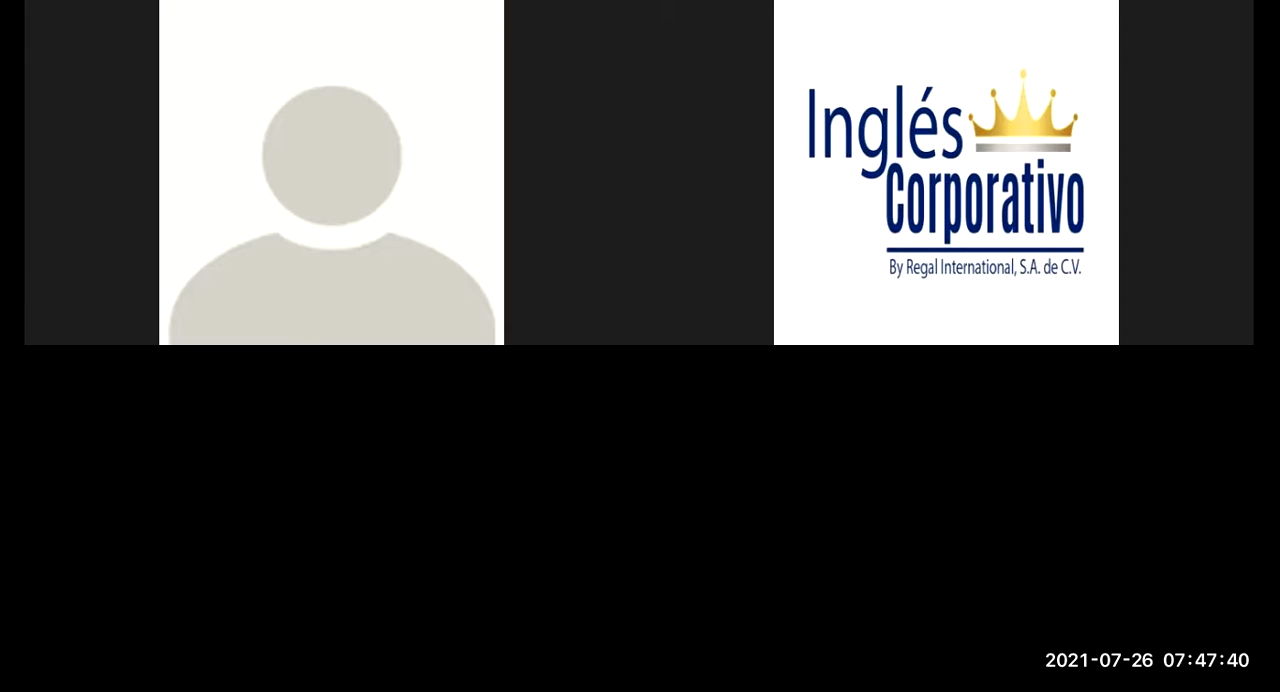 Inglés
Corporativo
By Regal International, S.A. de C.V.
2021-07-26 07:47:40